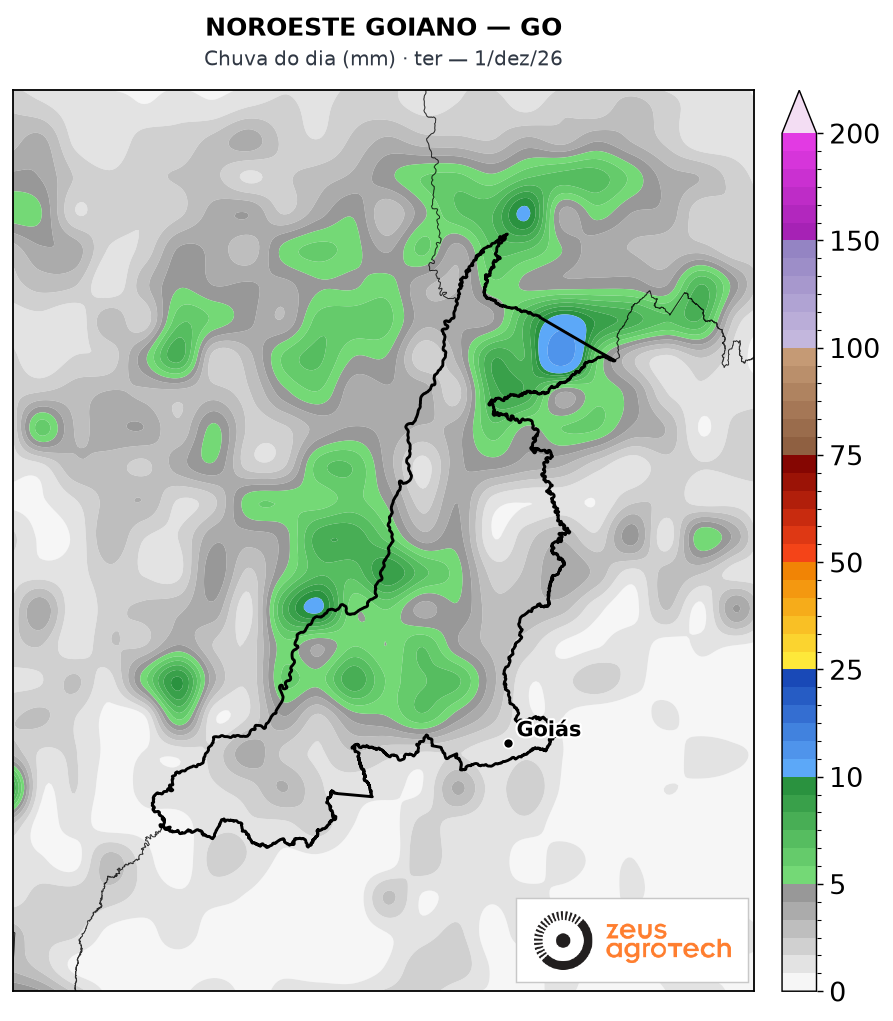 NOROESTE GOIANO — GO
Chuva do dia (mm) · ter — 1/dez/26
200
150
100
75
50
25
10
5
0
Goiás
zeus
agrotech